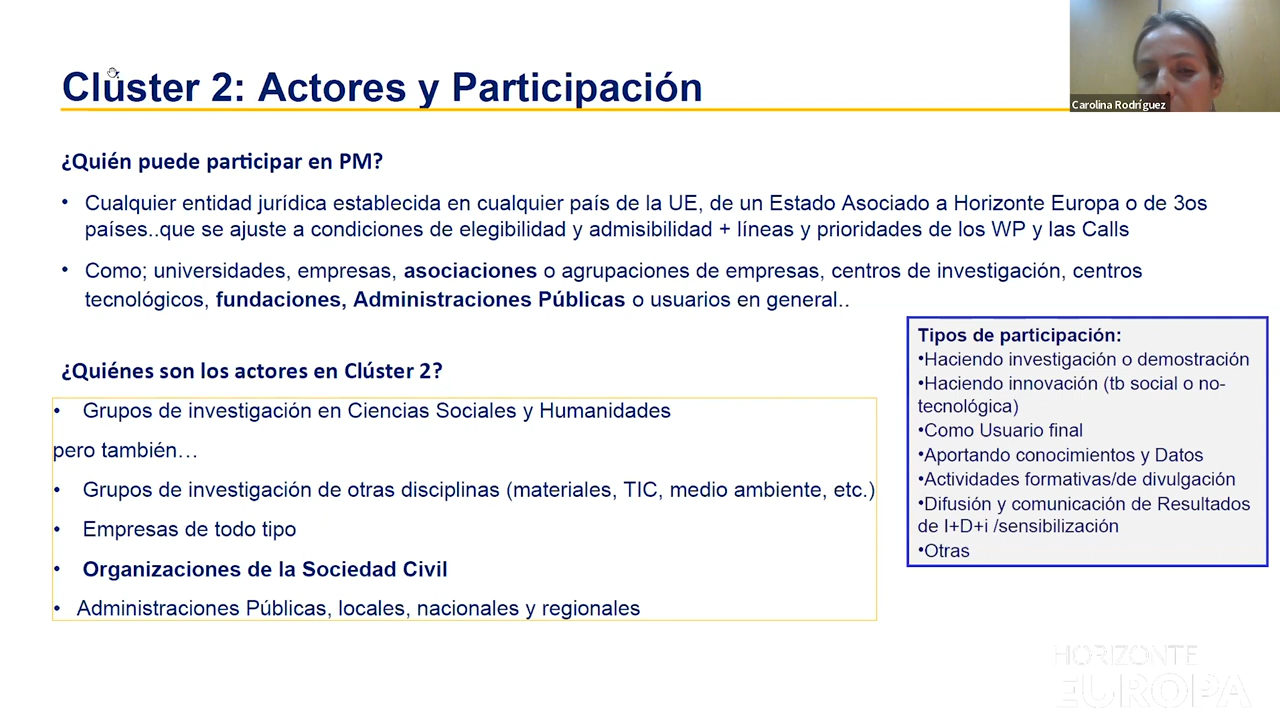 Clúster 2: Actores y Participación
Carolina Rodríguez
¿Quién puede participar en PM?
• Cualquier entidad jurídica establecida en cualquier país de la UE, de un Estado Asociado a Horizonte Europa o de 3os
países..que se ajuste a condiciones de elegibilidad y admisibilidad + líneas y prioridades de los WP y las Calls
• Como; universidades, empresas, asociaciones o agrupaciones de empresas, centros de investigación, centros
tecnológicos, fundaciones, Administraciones Públicas o usuarios en general..
¿Quiénes son los actores en Clúster 2?
• Grupos de investigación en Ciencias Sociales y Humanidades
pero también…
• Grupos de investigación de otras disciplinas (materiales, TIC, medio ambiente, etc.)
• Empresas de todo tipo
• Organizaciones de la Sociedad Civil
• Administraciones Públicas, locales, nacionales y regionales
Tipos de participación:
•Haciendo investigación o demostración
•Haciendo innovación (tb social o no-
tecnológica)
•Como Usuario final
•Aportando conocimientos y Datos
•Actividades formativas/de divulgación
•Difusión y comunicación de Resultados
de I+D+i /sensibilización
•Otras
HORIZONTE
EUROPA